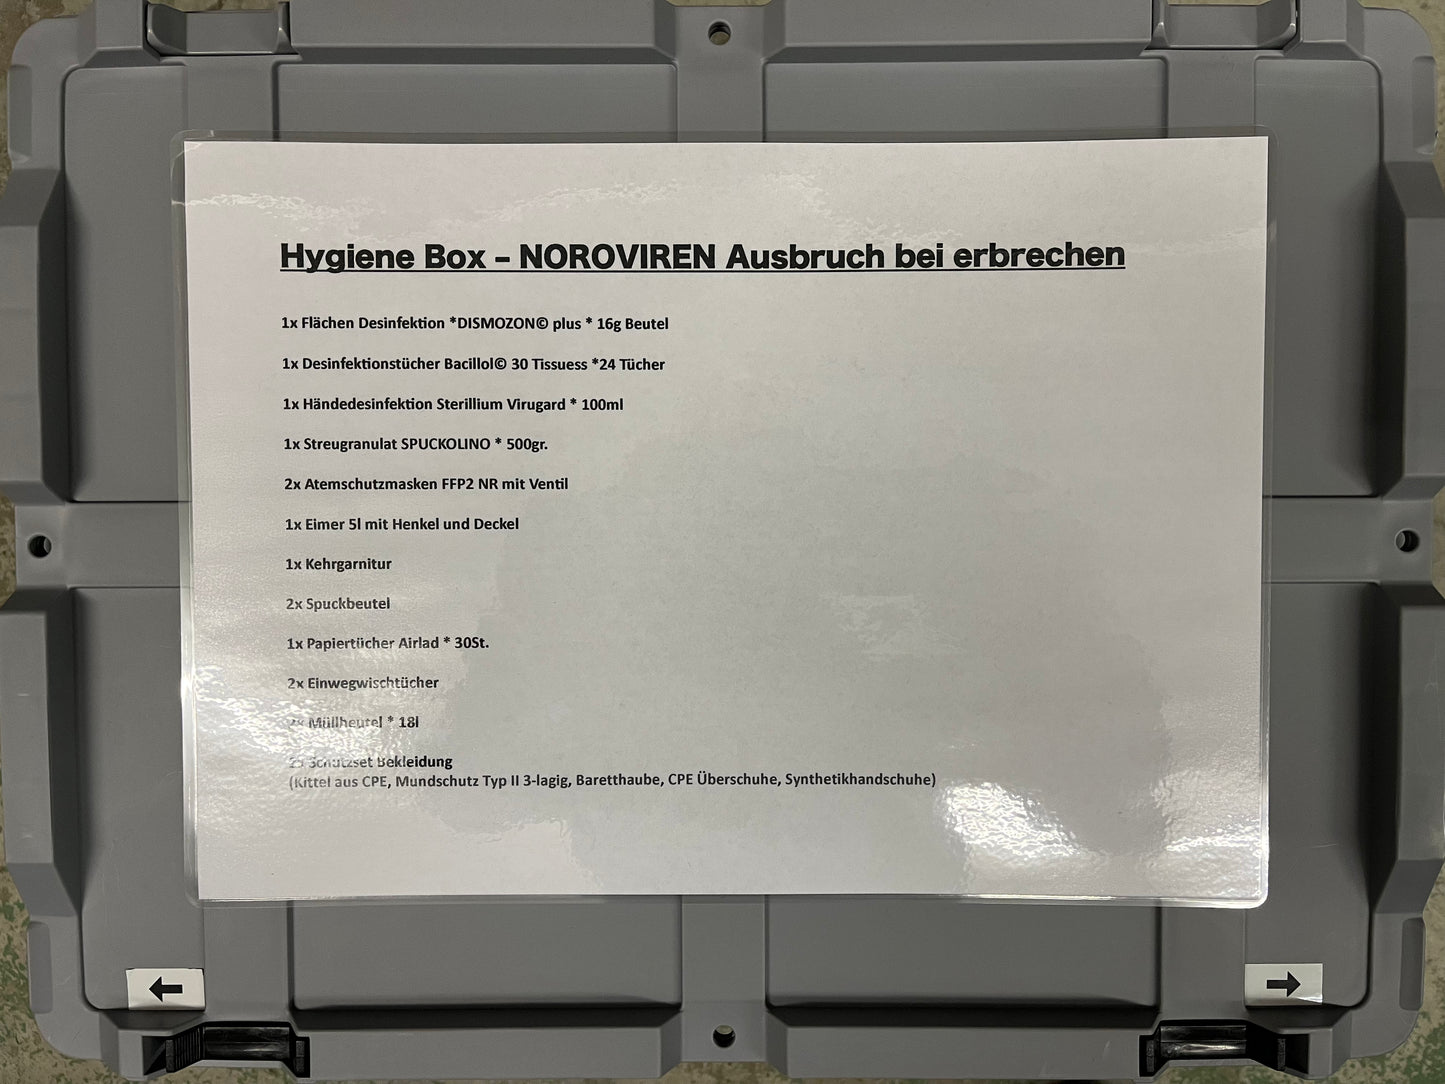 Hygiene Box – NOROVIREN Ausbruch bei erbrechen
1x Flächen Desinfektion *DISMOZON© plus * 16g Beutel
1x Desinfektionstücher Bacillol© 30 Tissuess *24 Tücher
1x Händedesinfektion Sterillium Virugard * 100ml
1x Streugranulat SPUCKOLINO * 500gr.
2x Atemschutzmasken FFP2 NR mit Ventil
1x Eimer 5l mit Henkel und Deckel
1x Kehrgarnitur
2x Spuckbeutel
1x Papiertücher Airlad * 30St.
2x Einwegwischtücher
Müllbeutel * 18l
Schutzset Bekleidung
(Kittel aus CPE, Mundschutz Typ II 3-lagig, Baretthaube, CPE Überschuhe, Synthetikhandschuhe)